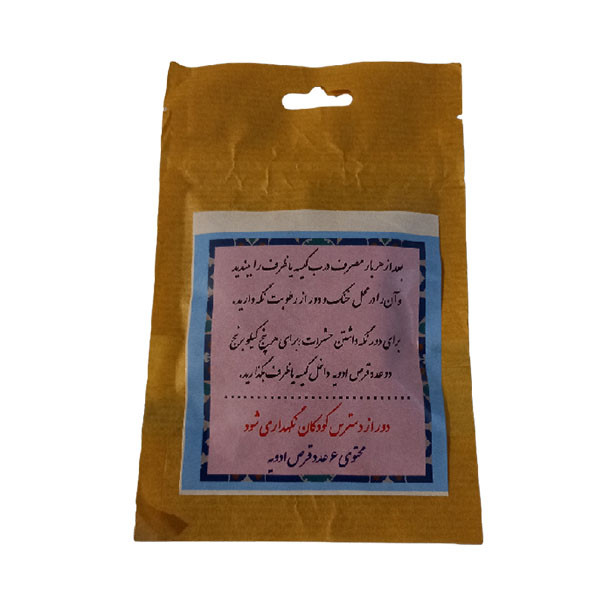 بعد از هر بار مصرف درب کیسه یا ظرف را ببندید
و آن را در محل خنک و دور از رطوبت نگه دارید.
برای دور نگه داشتن حشرات: برای هر پنج کیلو برنج
دو عدد قرص ادویه داخل کیسه یا ظرف بگذارید.
دور از دسترس کودکان نگهداری شود
محتوی ۶ عدد قرص ادویه